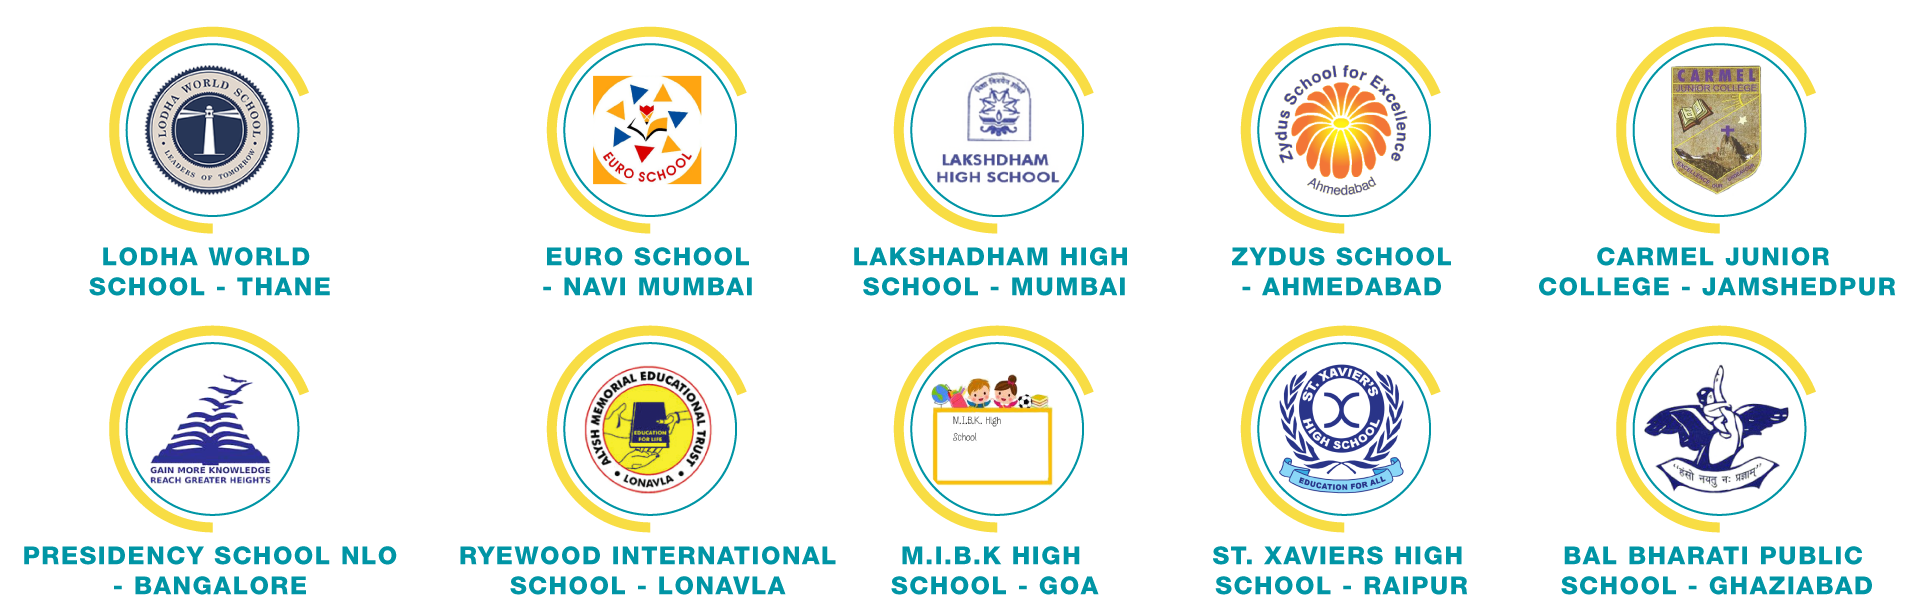 LODHA WORLD SCHOOL
LEADERS OF TOMORROW
LODHA WORLD
SCHOOL - THANE
EURO SCHOOL
EURO SCHOOL
- NAVI MUMBAI
LAKSHDHAM
HIGH SCHOOL
LAKSHADHAM HIGH
SCHOOL - MUMBAI
Zydus School for Excellence
Ahmedabad
ZYDUS SCHOOL
- AHMEDABAD
CARMEL
JUNIOR COLLEGE
CARMEL JUNIOR
COLLEGE - JAMSHEDPUR
GAIN MORE KNOWLEDGE
REACH GREATER HEIGHTS
PRESIDENCY SCHOOL NLO
- BANGALORE
ALYSH MEMORIAL EDUCATIONAL TRUST
EDUCATION
FOR LIFE
• LONAVLA •
RYEWOOD INTERNATIONAL
SCHOOL - LONAVLA
M.I.B.K. High
School
M.I.B.K HIGH
SCHOOL - GOA
ST. XAVIER'S
HIGH SCHOOL
EDUCATION FOR ALL
ST. XAVIERS HIGH
SCHOOL - RAIPUR
"हंसो नयतु नः प्रज्ञाम्"
BAL BHARATI PUBLIC
SCHOOL - GHAZIABAD